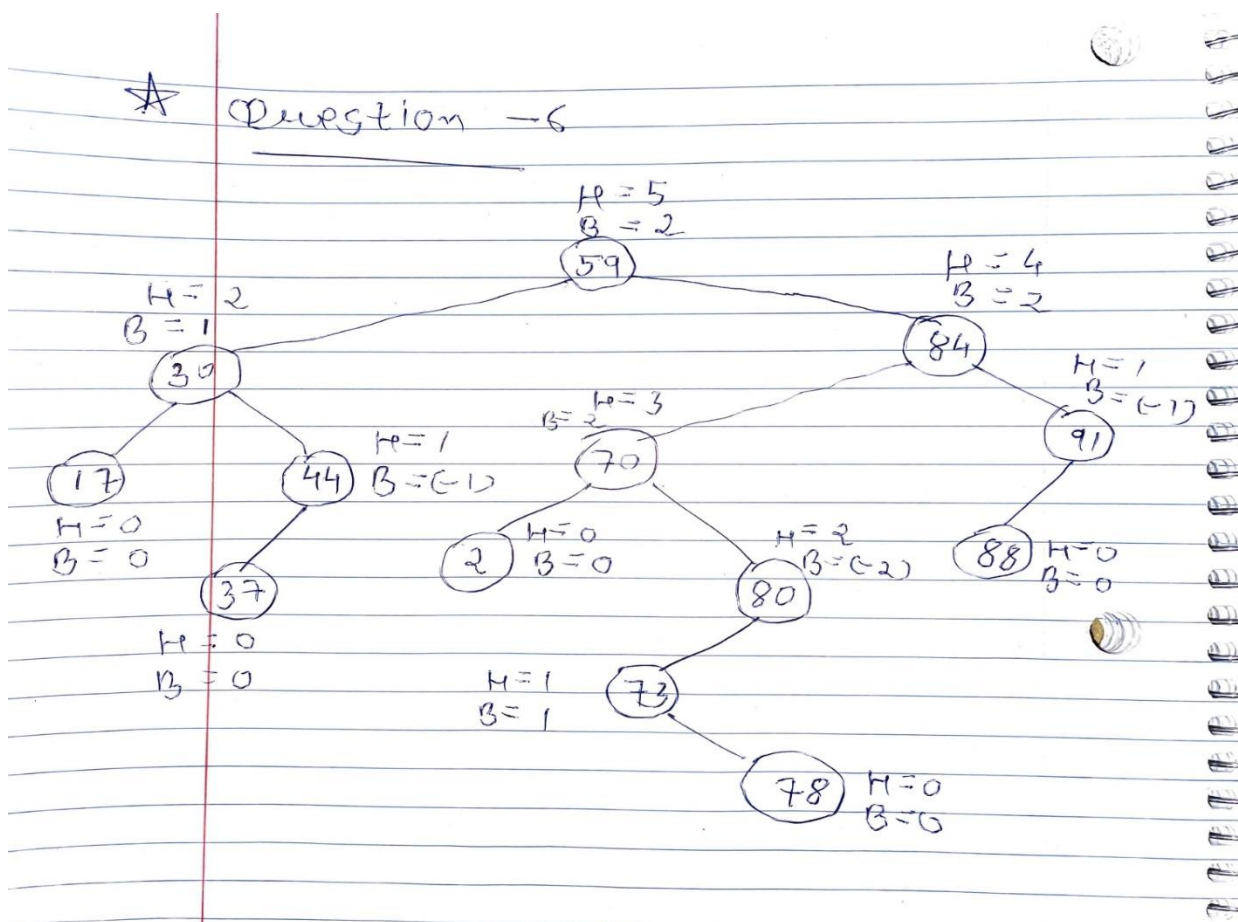 Question - 6
H = 5
B = 2
59
H = 4
B = 2
84
H = 2
B = 1
30
H = 1
B = (-1)
91
H = 3
B = 2
70
H = 1
B = (-1)
44
17
H = 0
B = 0
2
H = 0
B = 0
H = 2
B = (-2)
80
88
H = 0
B = 0
37
H = 0
B = 0
H = 1
B = 1
73
78
H = 0
B = 0